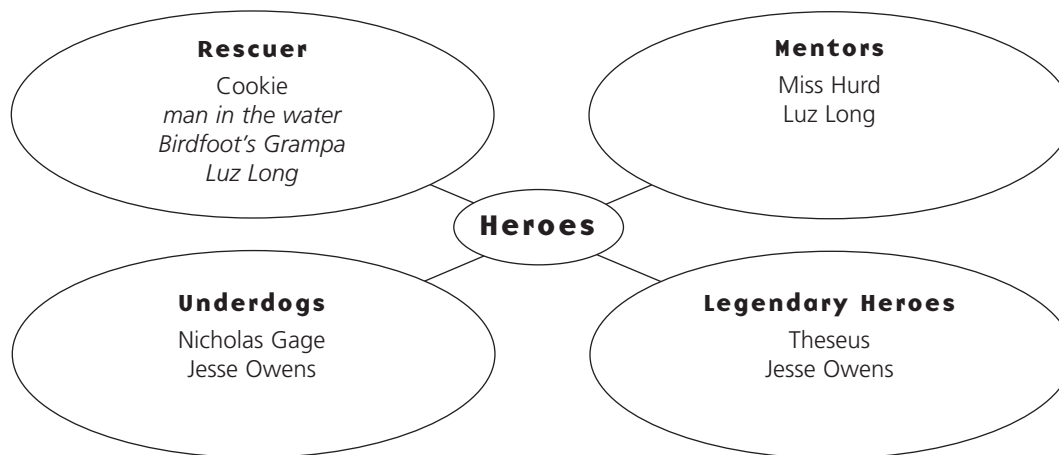 Rescuer
Cookie
man in the water
Birdfoot's Grampa
Luz Long
Mentors
Miss Hurd
Luz Long
Heroes
Underdogs
Nicholas Gage
Jesse Owens
Legendary Heroes
Theseus
Jesse Owens